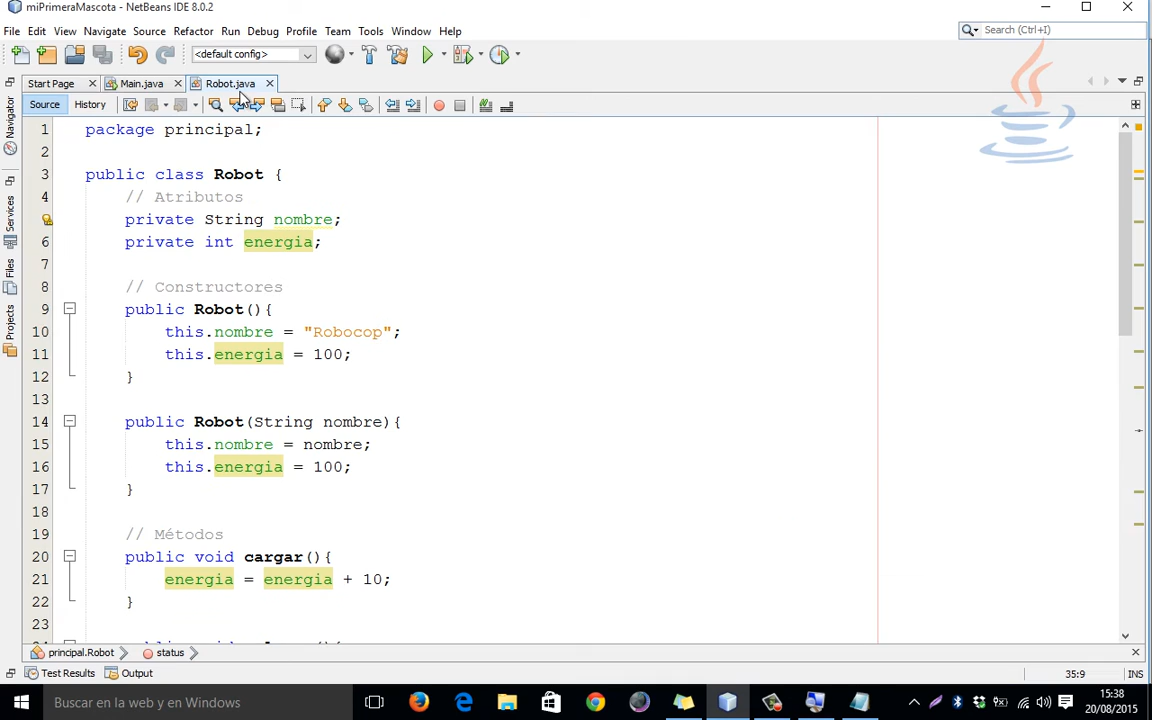 miPrimeraMascota - NetBeans IDE 8.0.2
File Edit View Navigate Source Refactor Run Debug Profile Team Tools Window Help
Search (Ctrl+I)
<default config>
Start Page Main.java Robot.java
Source History
Navigator
Services
Files
Projects
1 package principal;
2
3 public class Robot {
4 // Atributos
private String nombre;
6 private int energia;
7
8 // Constructores
9 public Robot(){
10 this.nombre = "Robocop";
11 this.energia = 100;
12 }
13
14 public Robot(String nombre){
15 this.nombre = nombre;
16 this.energia = 100;
17 }
18
19 // Métodos
20 public void cargar(){
21 energia = energia + 10;
22 }
23
principal.Robot status
Test Results Output
35:9 INS
Buscar en la web y en Windows
15:38
20/08/2015